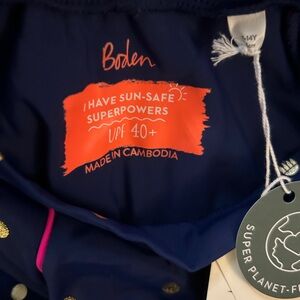 Boden
I HAVE SUN-SAFE
SUPERPOWERS
UPF 40+
MADE IN CAMBODIA
SUPER PLANET-F